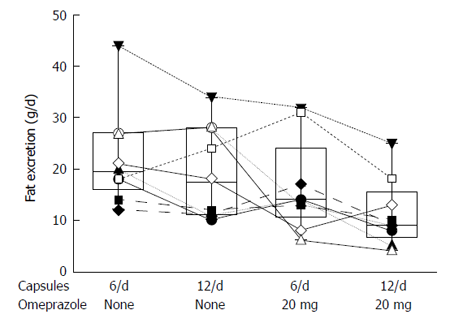 50
40
30
20
10
0
Fat excretion (g/d)
Capsules 6/d 12/d 6/d 12/d
Omeprazole None None 20 mg 20 mg